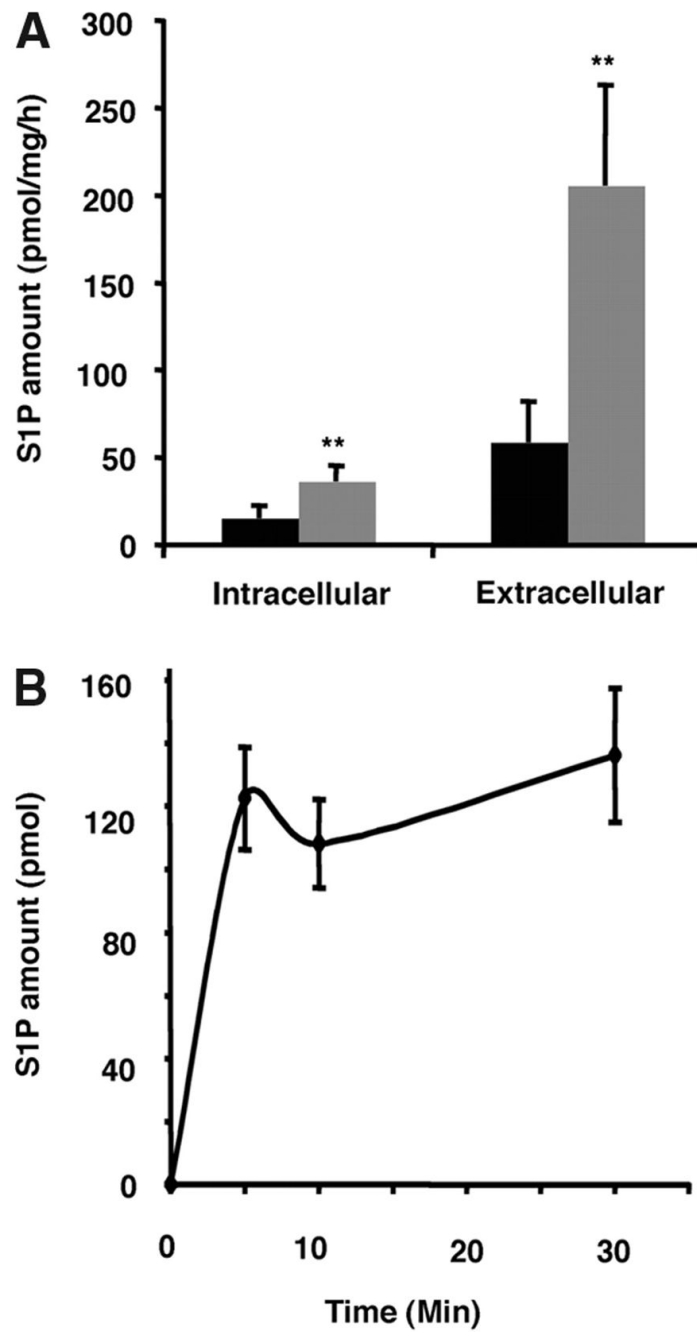 A
S1P amount (pmol/mg/h)
300
250
200
150
100
50
0
**
**
Intracellular
Extracellular
B
S1P amount (pmol)
160
120
80
40
0
0
10
20
30
Time (Min)